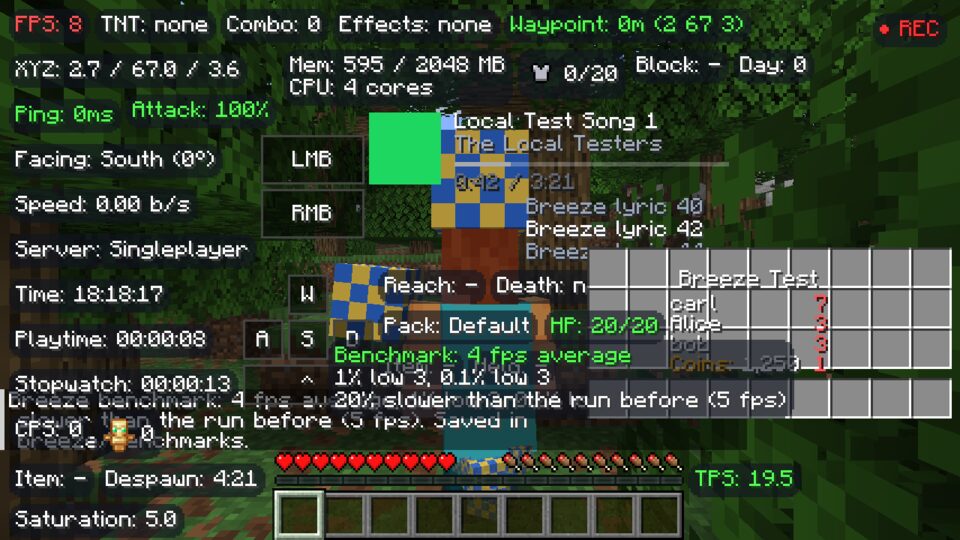 FPS: 8 TNT: none Combo: 0 Effects: none Waypoint: 0m (2 67 3)
REC
XYZ: 2.7 / 67.0 / 3.6
Mem: 595 / 2048 MB
CPU: 4 cores
0/20
Block: - Day: 0
Ping: 0ms
Attack: 100%
Local Test Song 1
The Local Testers
0:42 / 3:21
Facing: South (0°)
LMB
RMB
Breeze lyric 40
Breeze lyric 42
Breeze
Speed: 0.00 b/s
Server: Singleplayer
Reach: - Death: n
Breeze Test
carl 7
Alice 3
bob 3
Coins: 1,250 1
Time: 18:18:17
W
A S D
^
Playtime: 00:00:08
Pack: Default HP: 20/20
Benchmark: 4 fps average
1% low 3, 0.1% low 3
20% slower than the run before (5 fps)
Stopwatch: 00:00:13
Breeze benchmark: 4 fps
slower than the run before (5 fps). Saved in
CPS: 0
0
Item: - Despawn: 4:21
TPS: 19.5
Saturation: 5.0